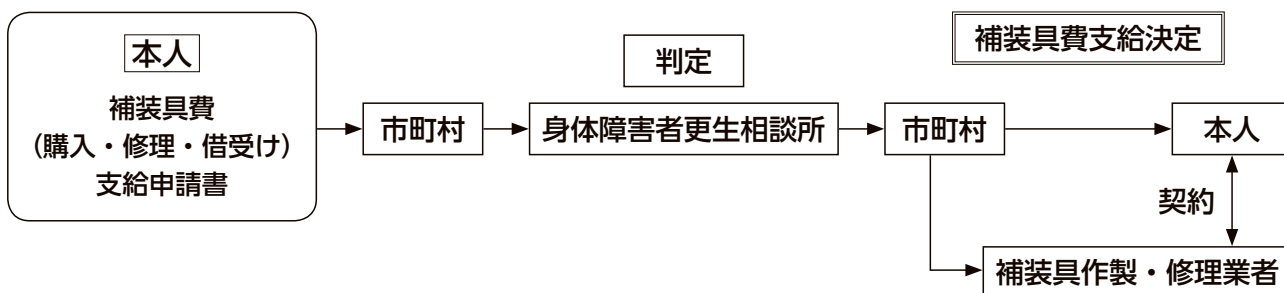 本人
補装具費
（購入・修理・借受け）
支給申請書
市町村
判定
身体障害者更生相談所
補装具費支給決定
市町村
本人
契約
補装具作製・修理業者